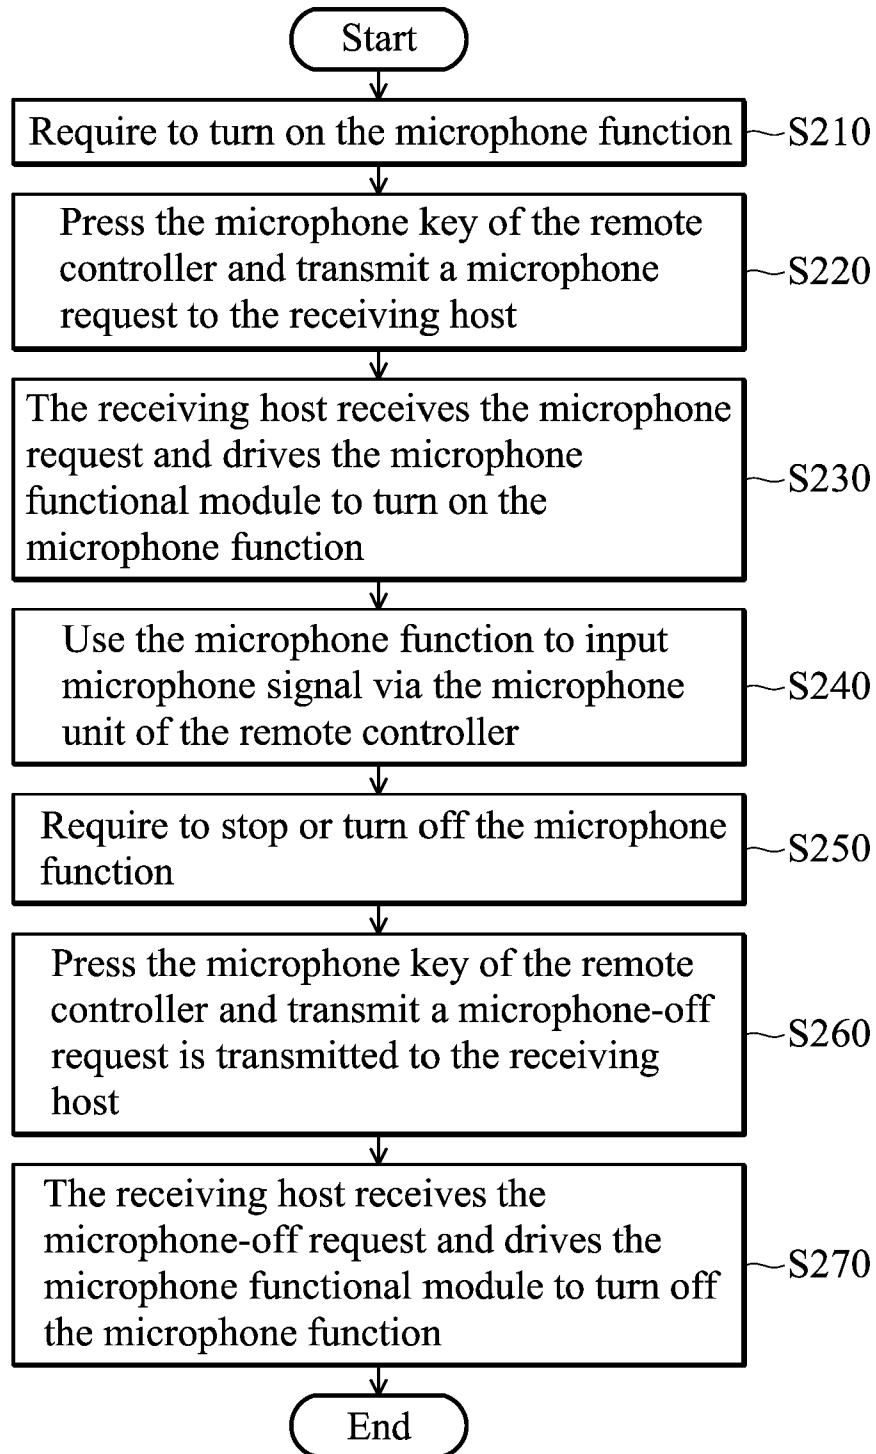 Start
Require to turn on the microphone function
S210
Press the microphone key of the remote
controller and transmit a microphone
request to the receiving host
S220
The receiving host receives the microphone
request and drives the microphone
functional module to turn on the
microphone function
S230
Use the microphone function to input
microphone signal via the microphone
unit of the remote controller
S240
Require to stop or turn off the microphone
function
S250
Press the microphone key of the remote
controller and transmit a microphone-off
request is transmitted to the receiving
host
S260
The receiving host receives the
microphone-off request and drives the
microphone functional module to turn off
the microphone function
S270
End